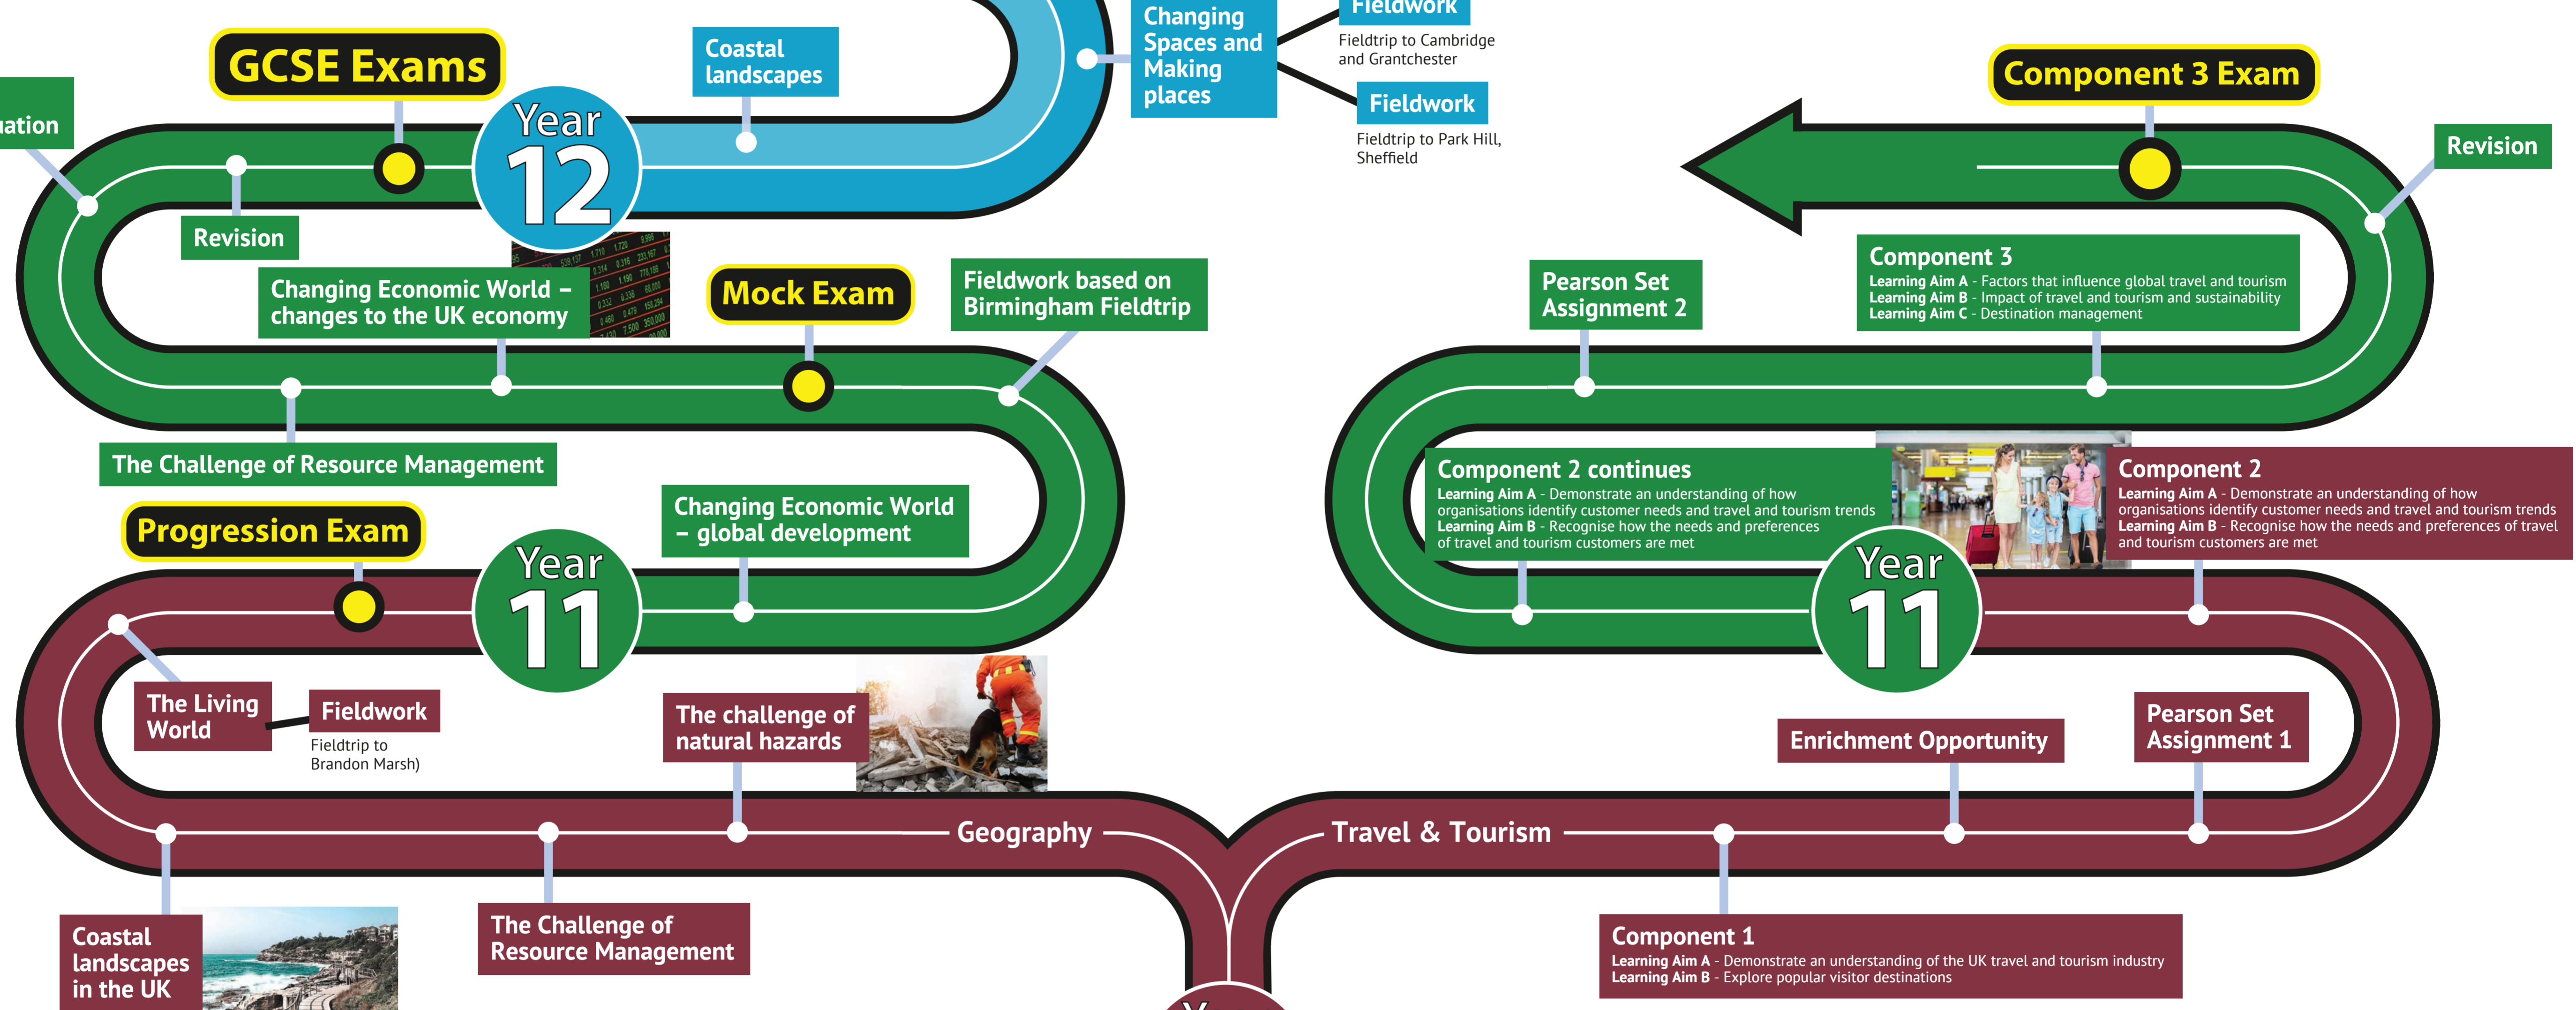 Fieldwork
Fieldtrip to Cambridge
and Grantchester
Changing
Spaces and
Making
places
Fieldwork
Fieldtrip to Park Hill,
Sheffield
Coastal
landscapes
GCSE Exams
Year
12
Revision
Changing Economic World –
changes to the UK economy
Mock Exam
Fieldwork based on
Birmingham Fieldtrip
The Challenge of Resource Management
Progression Exam
Changing Economic World
– global development
Year
11
The Living
World
Fieldwork
Fieldtrip to
Brandon Marsh)
The challenge of
natural hazards
Geography
Coastal
landscapes
in the UK
The Challenge of
Resource Management
Component 3 Exam
Revision
Component 3
Learning Aim A - Factors that influence global travel and tourism
Learning Aim B - Impact of travel and tourism and sustainability
Learning Aim C - Destination management
Pearson Set
Assignment 2
Component 2 continues
Learning Aim A - Demonstrate an understanding of how
organisations identify customer needs and travel and tourism trends
Learning Aim B - Recognise how the needs and preferences
of travel and tourism customers are met
Component 2
Learning Aim A - Demonstrate an understanding of how
organisations identify customer needs and travel and tourism trends
Learning Aim B - Recognise how the needs and preferences of travel
and tourism customers are met
Year
11
Enrichment Opportunity
Pearson Set
Assignment 1
Travel & Tourism
Component 1
Learning Aim A - Demonstrate an understanding of the UK travel and tourism industry
Learning Aim B - Explore popular visitor destinations